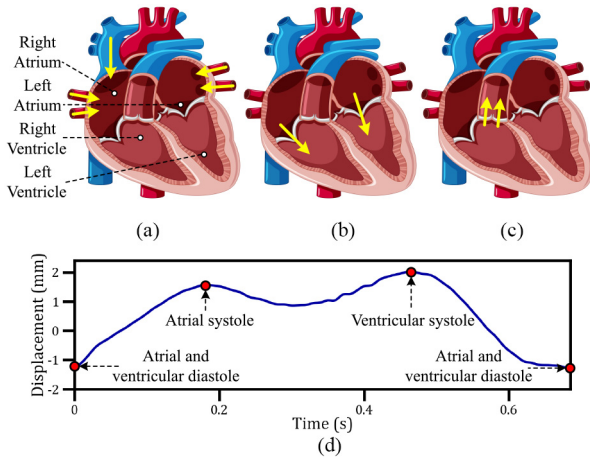 Right
Atrium
Left
Atrium
Right
Ventricle
Left
Ventricle
(a)
(b)
(c)
Displacement (mm)
2
1
0
-1
-2
Atrial systole
Ventricular systole
Atrial and
ventricular diastole
Atrial and
ventricular diastole
0
0.2
0.4
0.6
Time (s)
(d)